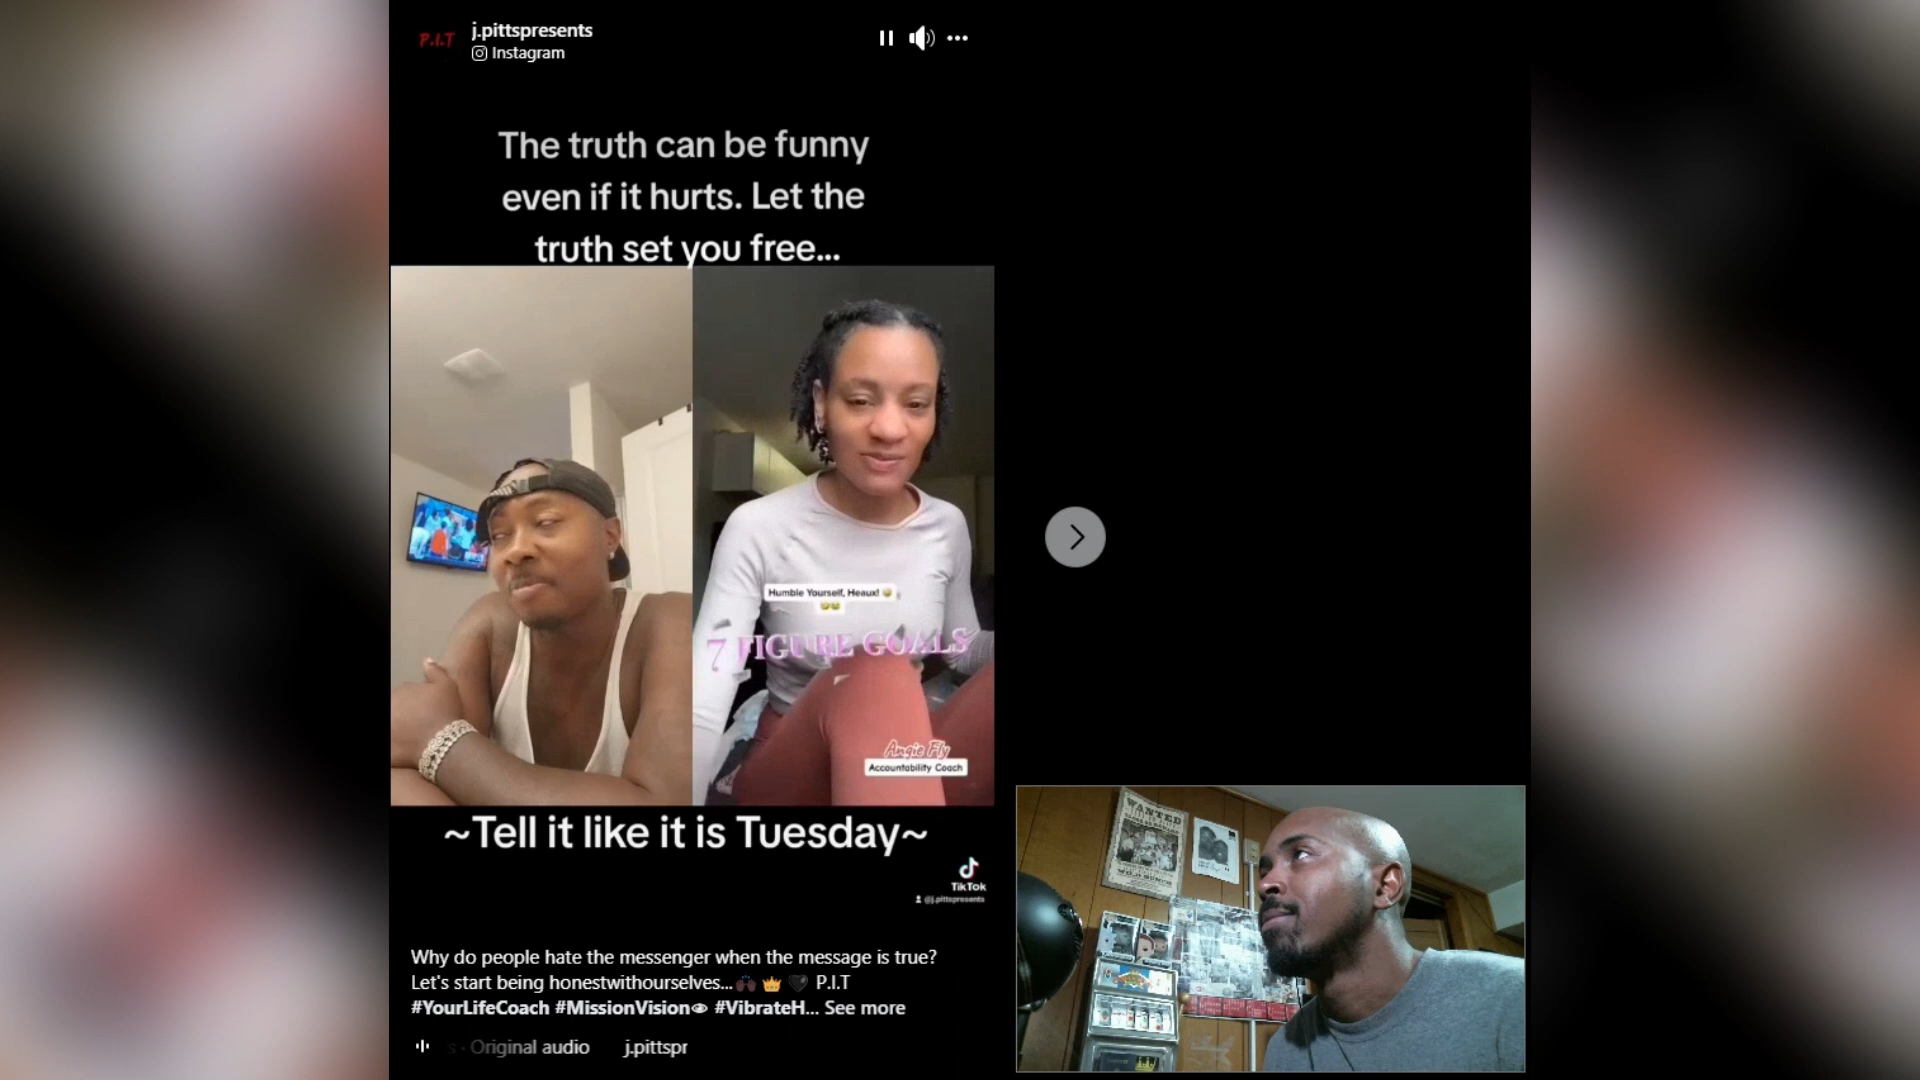 P.I.T
j.pittspresents
Instagram
The truth can be funny
even if it hurts. Let the
truth set you free...
Humble Yourself, Heaux! 🤣
🤣🤣
7 FIGURE GOALS
Angie Fly
Accountability Coach
~Tell it like it is Tuesday~
TikTok
@j.pittspresents
Why do people hate the messenger when the message is true?
Let's start being honestwithourselves...🙌🏿 👑 🖤 P.I.T
#YourLifeCoach #MissionVision👁 #VibrateH... See more
s · Original audio j.pittspr
WANTED